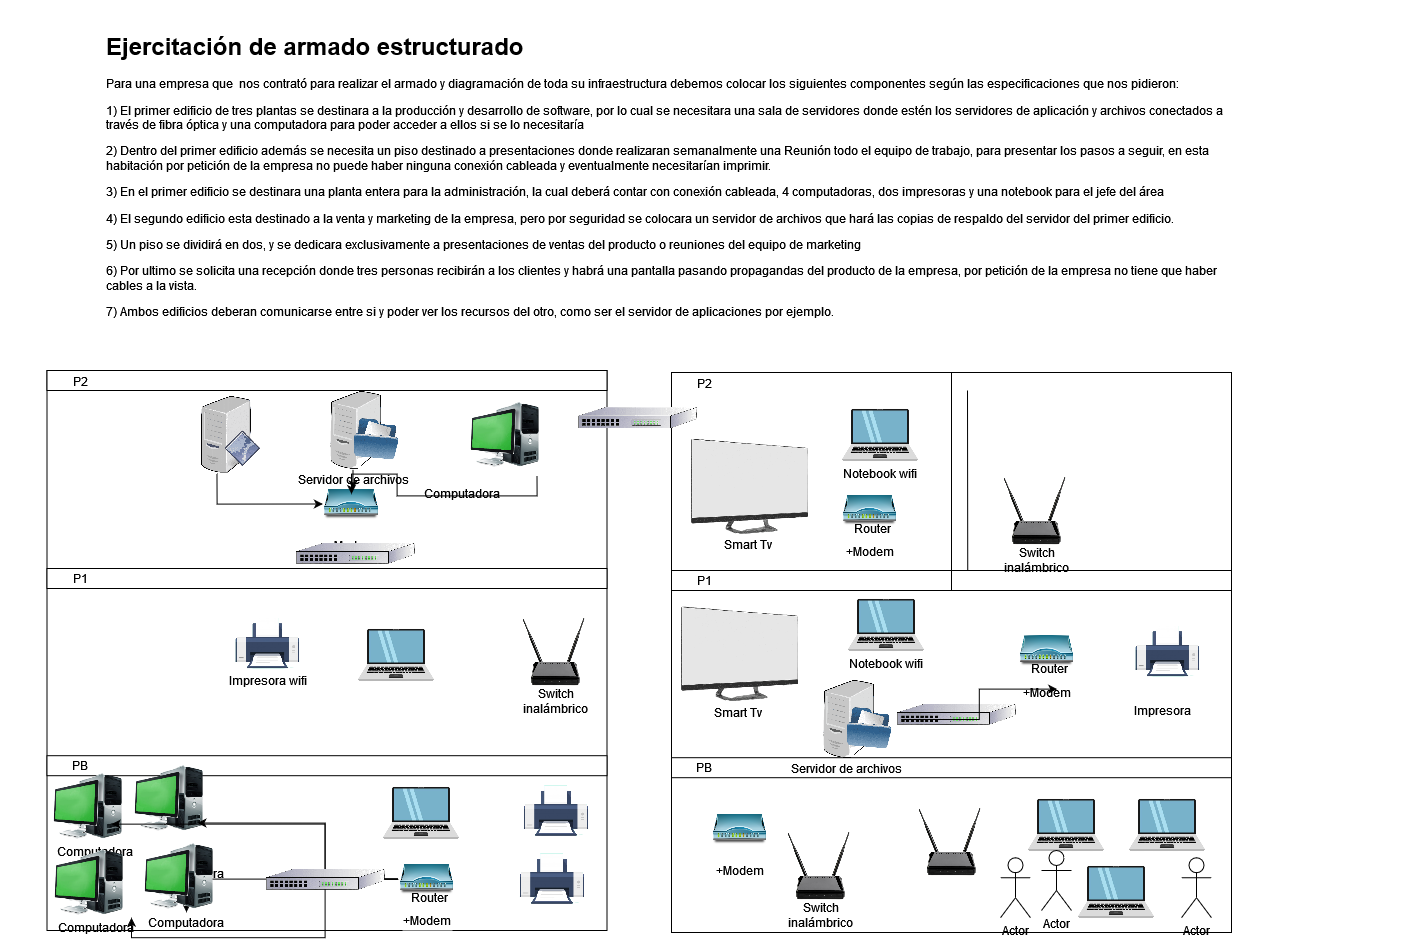 Ejercitación de armado estructurado
Para una empresa que  nos contrató para realizar el armado y diagramación de toda su infraestructura debemos colocar los siguientes componentes según las especificaciones que nos pidieron:
1) El primer edificio de tres plantas se destinara a la producción y desarrollo de software, por lo cual se necesitara una sala de servidores donde estén los servidores de aplicación y archivos conectados a
través de fibra óptica y una computadora para poder acceder a ellos si se lo necesitaría
2) Dentro del primer edificio además se necesita un piso destinado a presentaciones donde realizaran semanalmente una Reunión todo el equipo de trabajo, para presentar los pasos a seguir, en esta
habitación por petición de la empresa no puede haber ninguna conexión cableada y eventualmente necesitarían imprimir.
3) En el primer edificio se destinara una planta entera para la administración, la cual deberá contar con conexión cableada, 4 computadoras, dos impresoras y una notebook para el jefe del área
4) El segundo edificio esta destinado a la venta y marketing de la empresa, pero por seguridad se colocara un servidor de archivos que hará las copias de respaldo del servidor del primer edificio.
5) Un piso se dividirá en dos, y se dedicara exclusivamente a presentaciones de ventas del producto o reuniones del equipo de marketing
6) Por ultimo se solicita una recepción donde tres personas recibirán a los clientes y habrá una pantalla pasando propagandas del producto de la empresa, por petición de la empresa no tiene que haber
cables a la vista.
7) Ambos edificios deberan comunicarse entre si y poder ver los recursos del otro, como ser el servidor de aplicaciones por ejemplo.
P2
Servidor de archivos
Computadora
P1
Impresora wifi
Switch
inalámbrico
PB
Computadora
ra
Computadora
Computadora
Router
+Modem
P2
Notebook wifi
Smart Tv
Router
+Modem
Switch
inalámbrico
P1
Notebook wifi
Smart Tv
Router
+Modem
Impresora
Servidor de archivos
PB
+Modem
Switch
inalámbrico
Actor
Actor
Actor